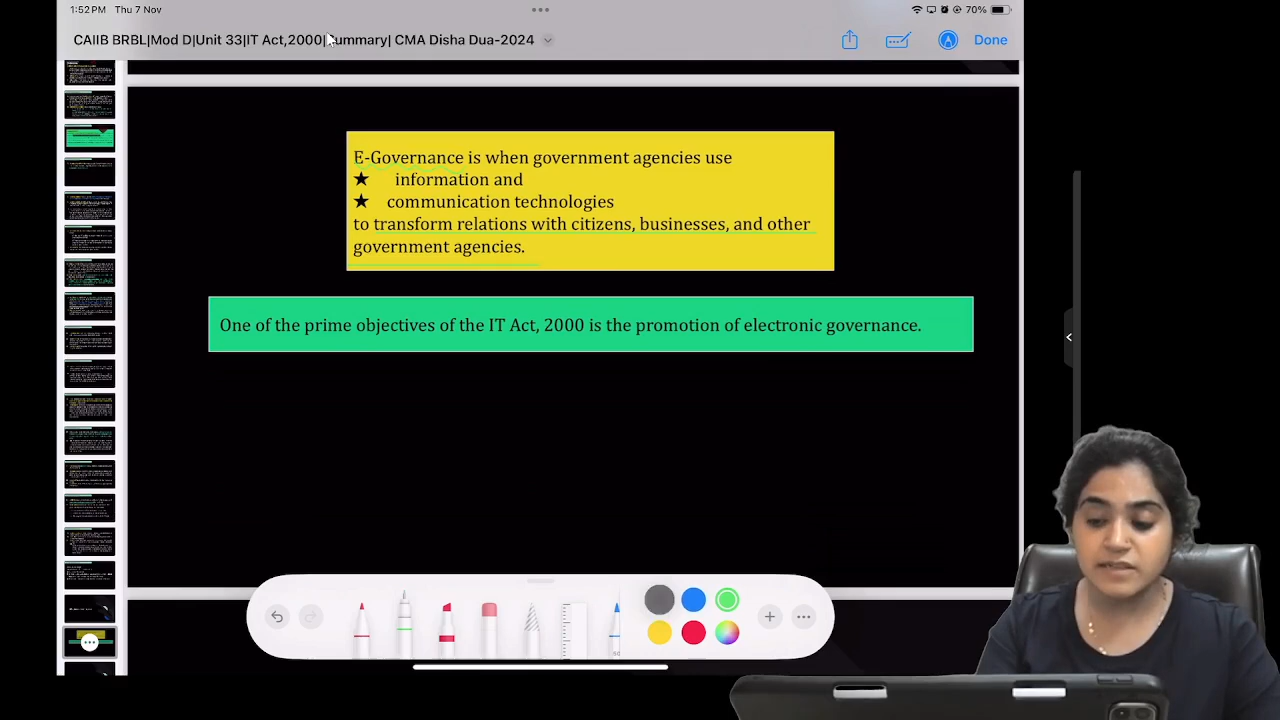 1:52 PM Thu 7 Nov
70%
CAIIB BRBL|Mod D|Unit 33|IT Act,2000|Summary| CMA Disha Dua-2024
Done
E-Governance is when government agencies use
★ information and
★ communication technologies
to transform relations with citizens, businesses, and other
government agencies.
One of the prime objectives of the IT Act, 2000 is the promotion of electronic governance.